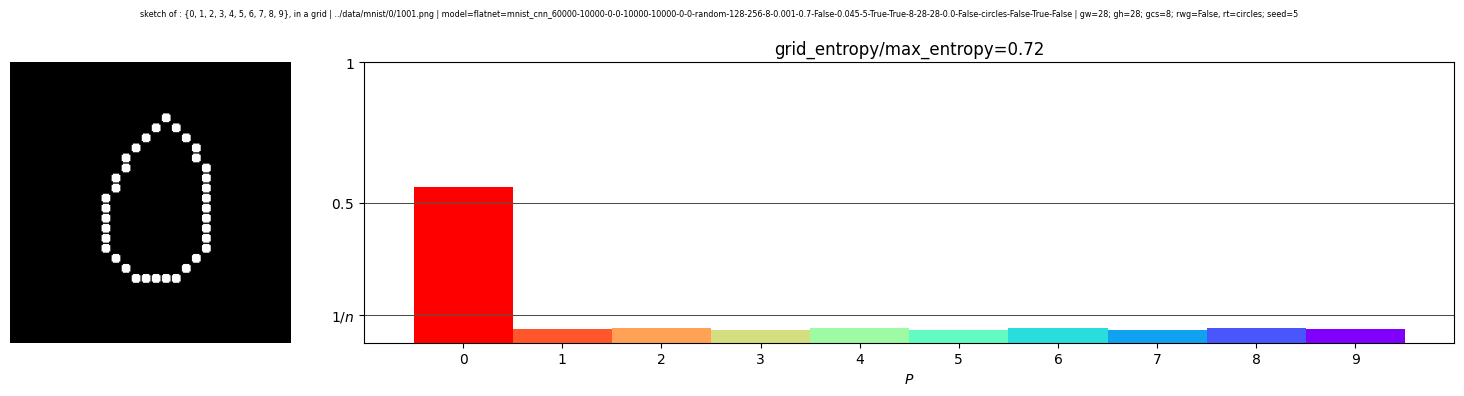 sketch of : {0, 1, 2, 3, 4, 5, 6, 7, 8, 9}, in a grid | ../data/mnist/0/1001.png | model=flatnet=mnist_cnn_60000-10000-0-0-10000-10000-0-0-random-128-256-8-0.001-0.7-False-0.045-5-True-True-8-28-28-0.0-False-circles-False-True-False | gw=28; gh=28; gcs=8; rwg=False, rt=circles; seed=5
grid_entropy/max_entropy=0.72
1
0.5
1/n
0 1 2 3 4 5 6 7 8 9
P